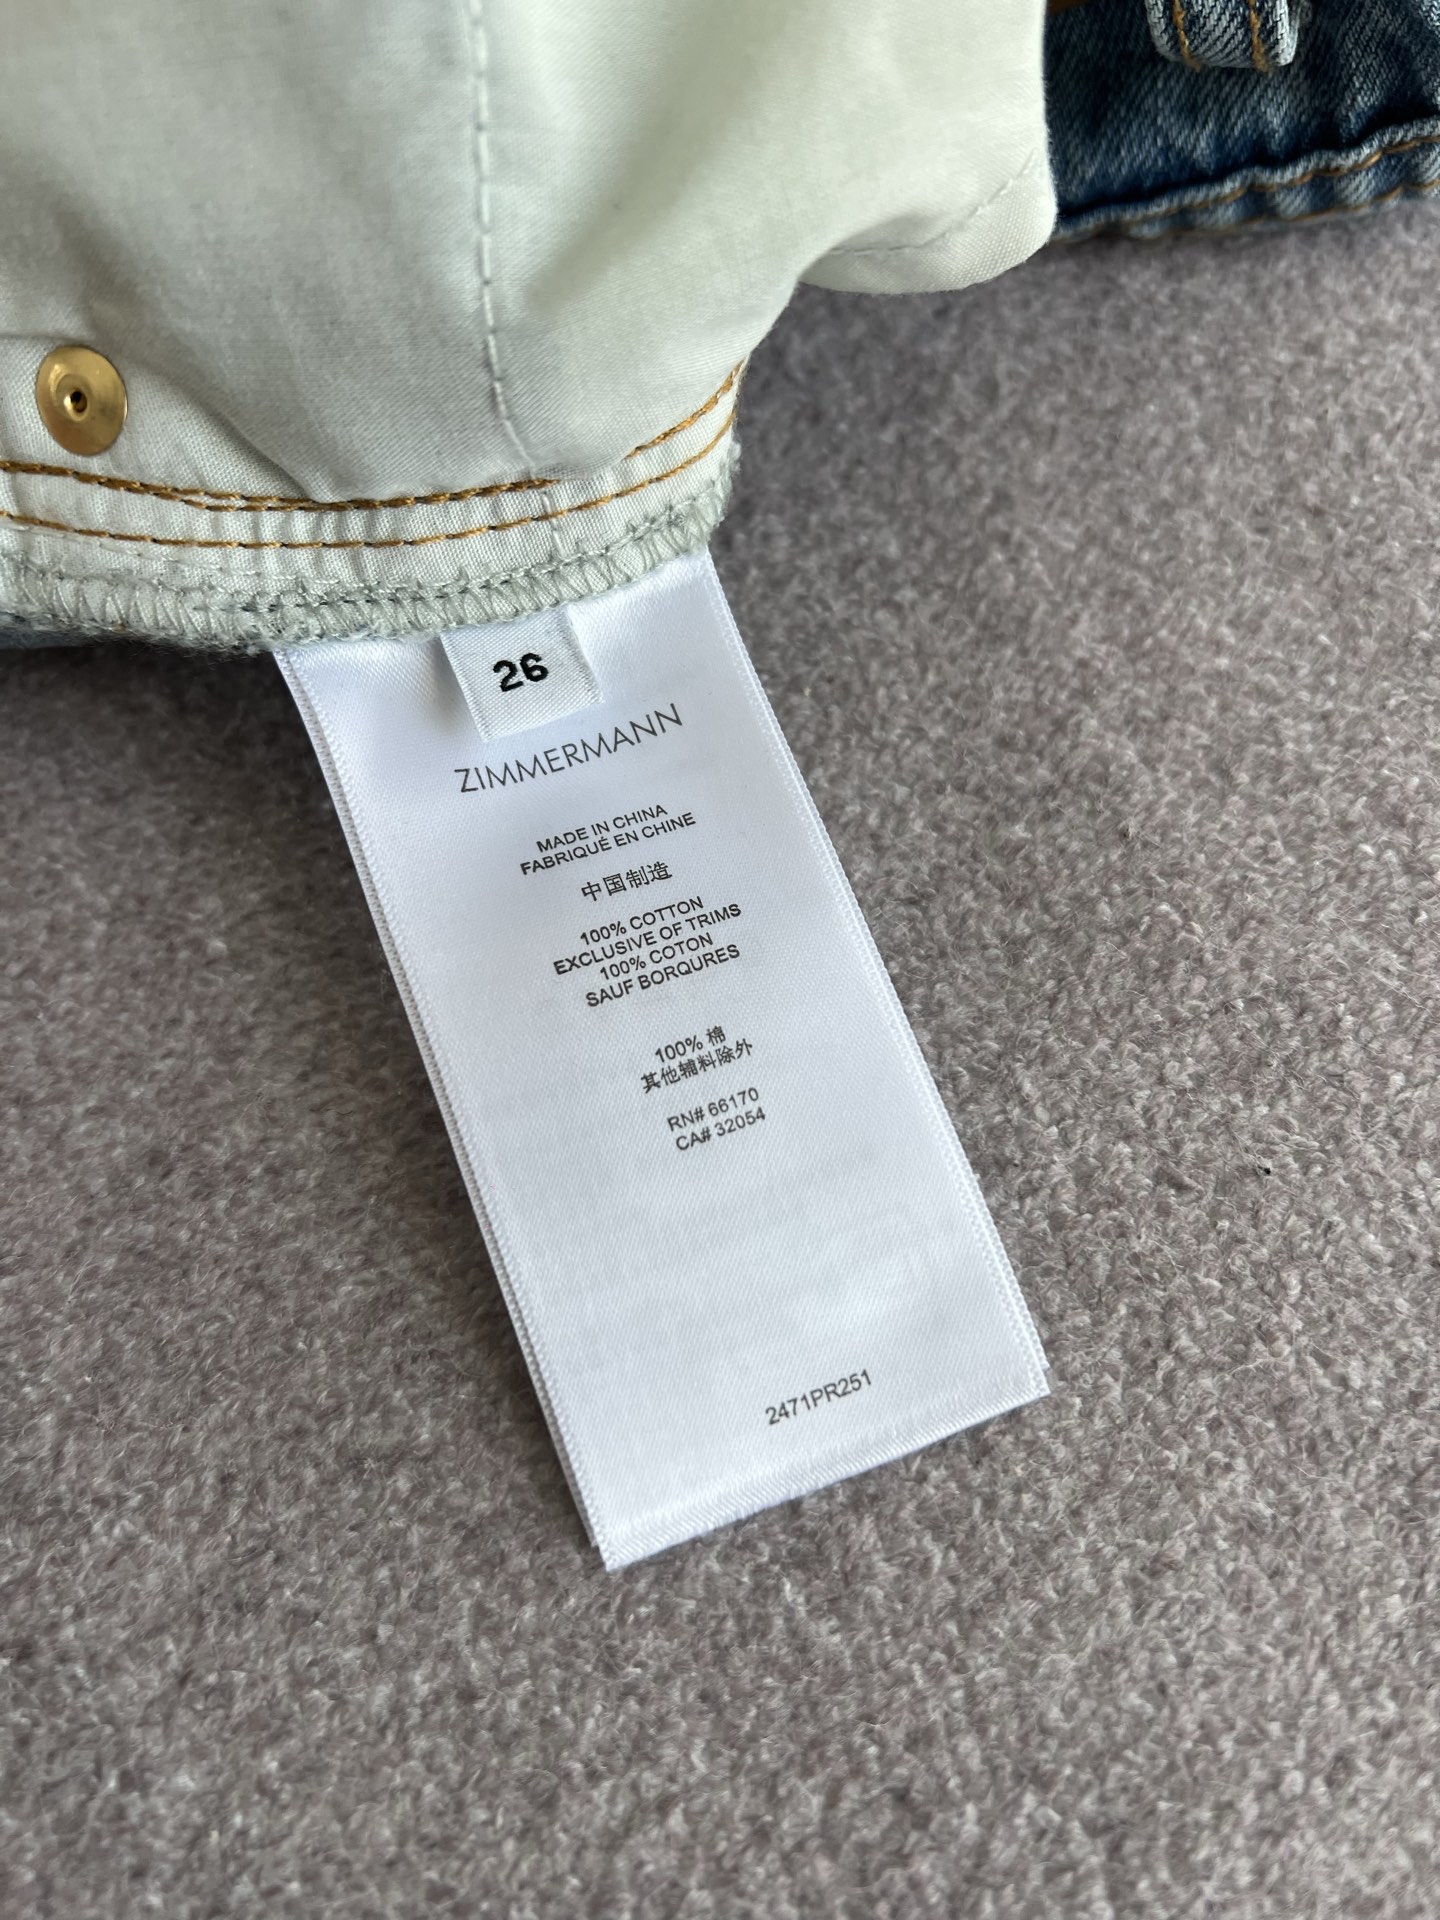 26
ZIMMERMANN
MADE IN CHINA
FABRIQUÉ EN CHINE
中国制造
100% COTTON
EXCLUSIVE OF TRIMS
100% COTON
SAUF BORQURES
100% 棉
其他辅料除外
RN# 66170
CA# 32054
2471PR251